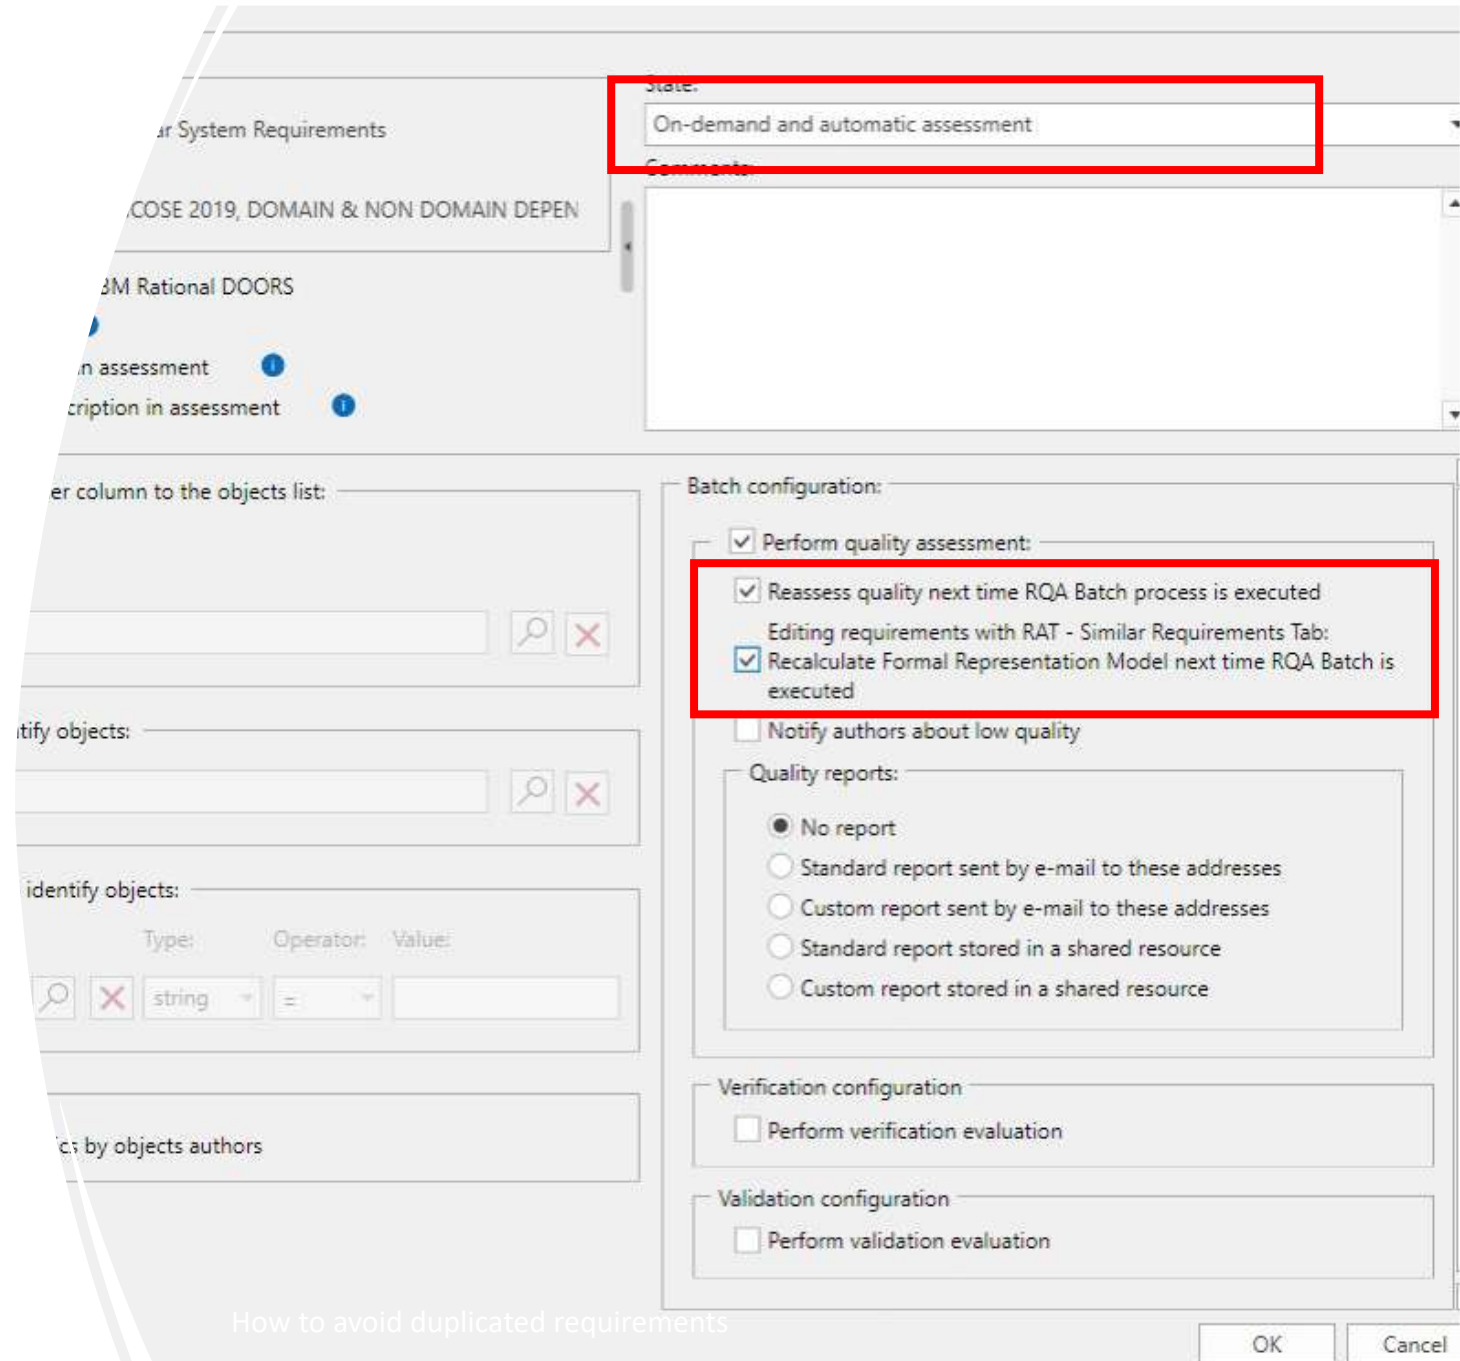 State:
ar System Requirements
On-demand and automatic assessment
Comments:
COSE 2019, DOMAIN & NON DOMAIN DEPEN
BM Rational DOORS
n assessment
cription in assessment
er column to the objects list:
Batch configuration:
Perform quality assessment:
Reassess quality next time RQA Batch process is executed
Editing requirements with RAT - Similar Requirements Tab:
Recalculate Formal Representation Model next time RQA Batch is
executed
tify objects:
Notify authors about low quality
Quality reports:
No report
Standard report sent by e-mail to these addresses
identify objects:
Custom report sent by e-mail to these addresses
Type: Operator: Value:
Standard report stored in a shared resource
string =
Custom report stored in a shared resource
Verification configuration
Perform verification evaluation
ics by objects authors
Validation configuration
Perform validation evaluation
How to avoid duplicated requirements
OK Cancel